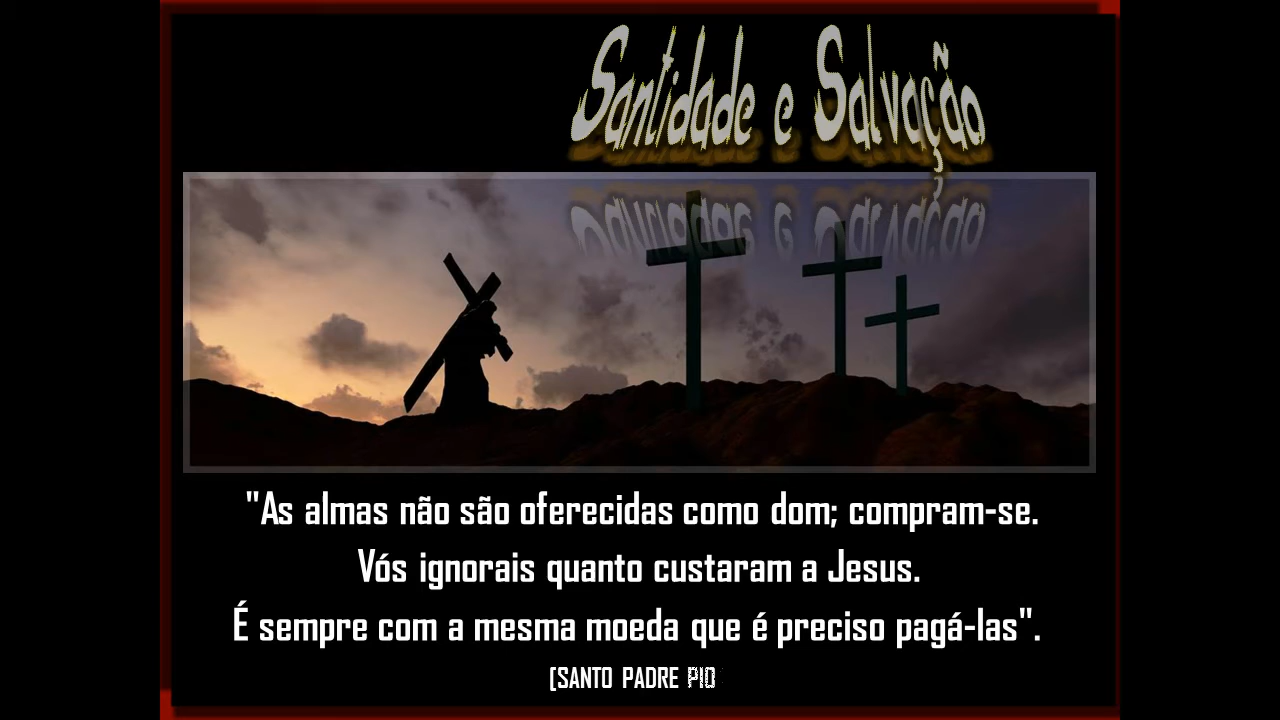 Santidade e Salvação
"As almas não são oferecidas como dom; compram-se.
Vós ignorais quanto custaram a Jesus.
É sempre com a mesma moeda que é preciso pagá-las".
[SANTO PADRE PIO